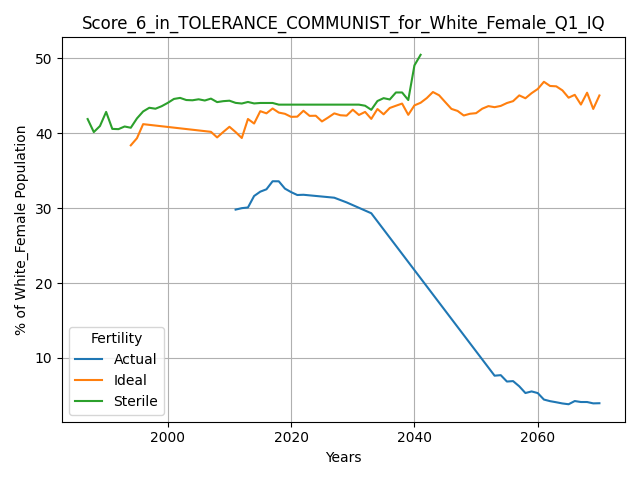 Score_6_in_TOLERANCE_COMMUNIST_for_White_Female_Q1_IQ
% of White_Female Population
50
40
30
20
10
Fertility
Actual
Ideal
Sterile
2000
2020
2040
2060
Years